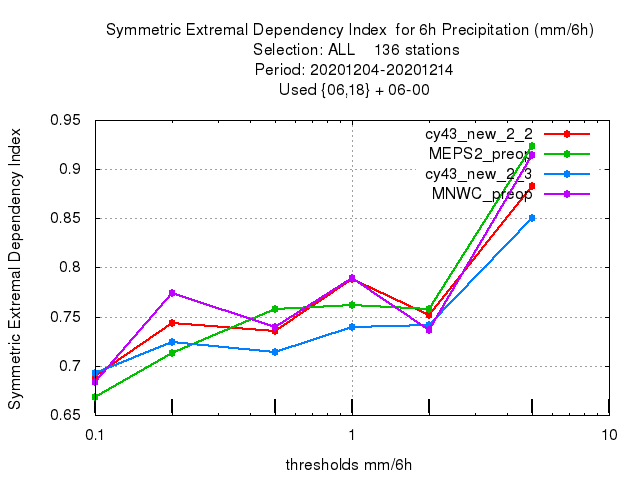 Symmetric Extremal Dependency Index  for 6h Precipitation (mm/6h)
Selection: ALL    136 stations
Period: 20201204-20201214
Used {06,18} + 06-00
Symmetric Extremal Dependency Index
0.95
0.9
0.85
0.8
0.75
0.7
0.65
cy43_new_2_2
MEPS2_preop
cy43_new_2_3
MNWC_preop
0.1
1
10
thresholds mm/6h